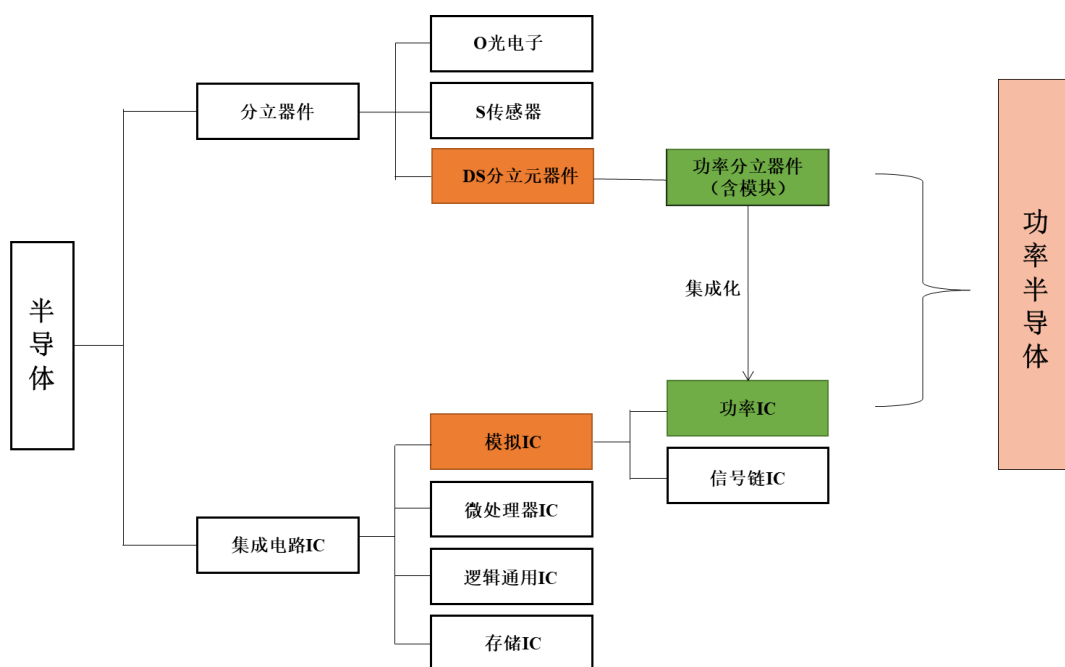 O光电子
分立器件
S传感器
DS分立元器件
功率分立器件
（含模块）
功率半导体
集成化
半导体
功率IC
模拟IC
信号链IC
微处理器IC
集成电路IC
逻辑通用IC
存储IC